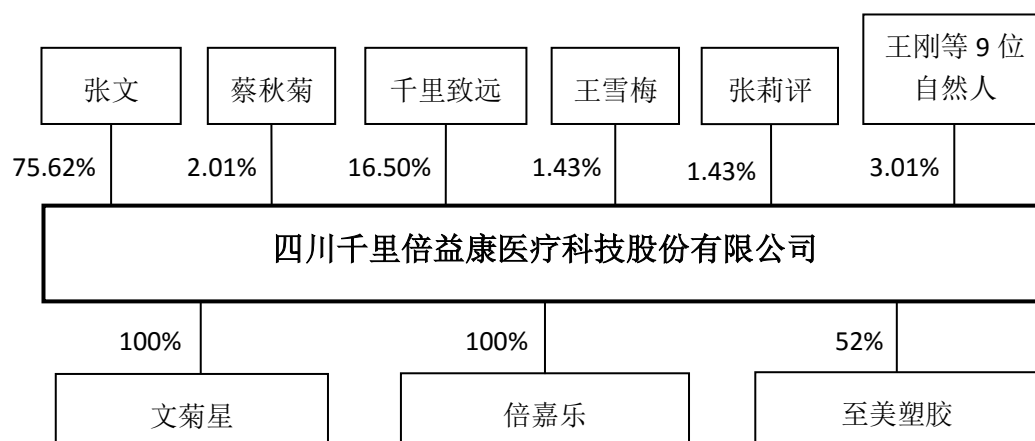 张文
蔡秋菊
千里致远
王雪梅
张莉评
王刚等 9 位
自然人
75.62%
2.01%
16.50%
1.43%
1.43%
3.01%
四川千里倍益康医疗科技股份有限公司
100%
100%
52%
文菊星
倍嘉乐
至美塑胶